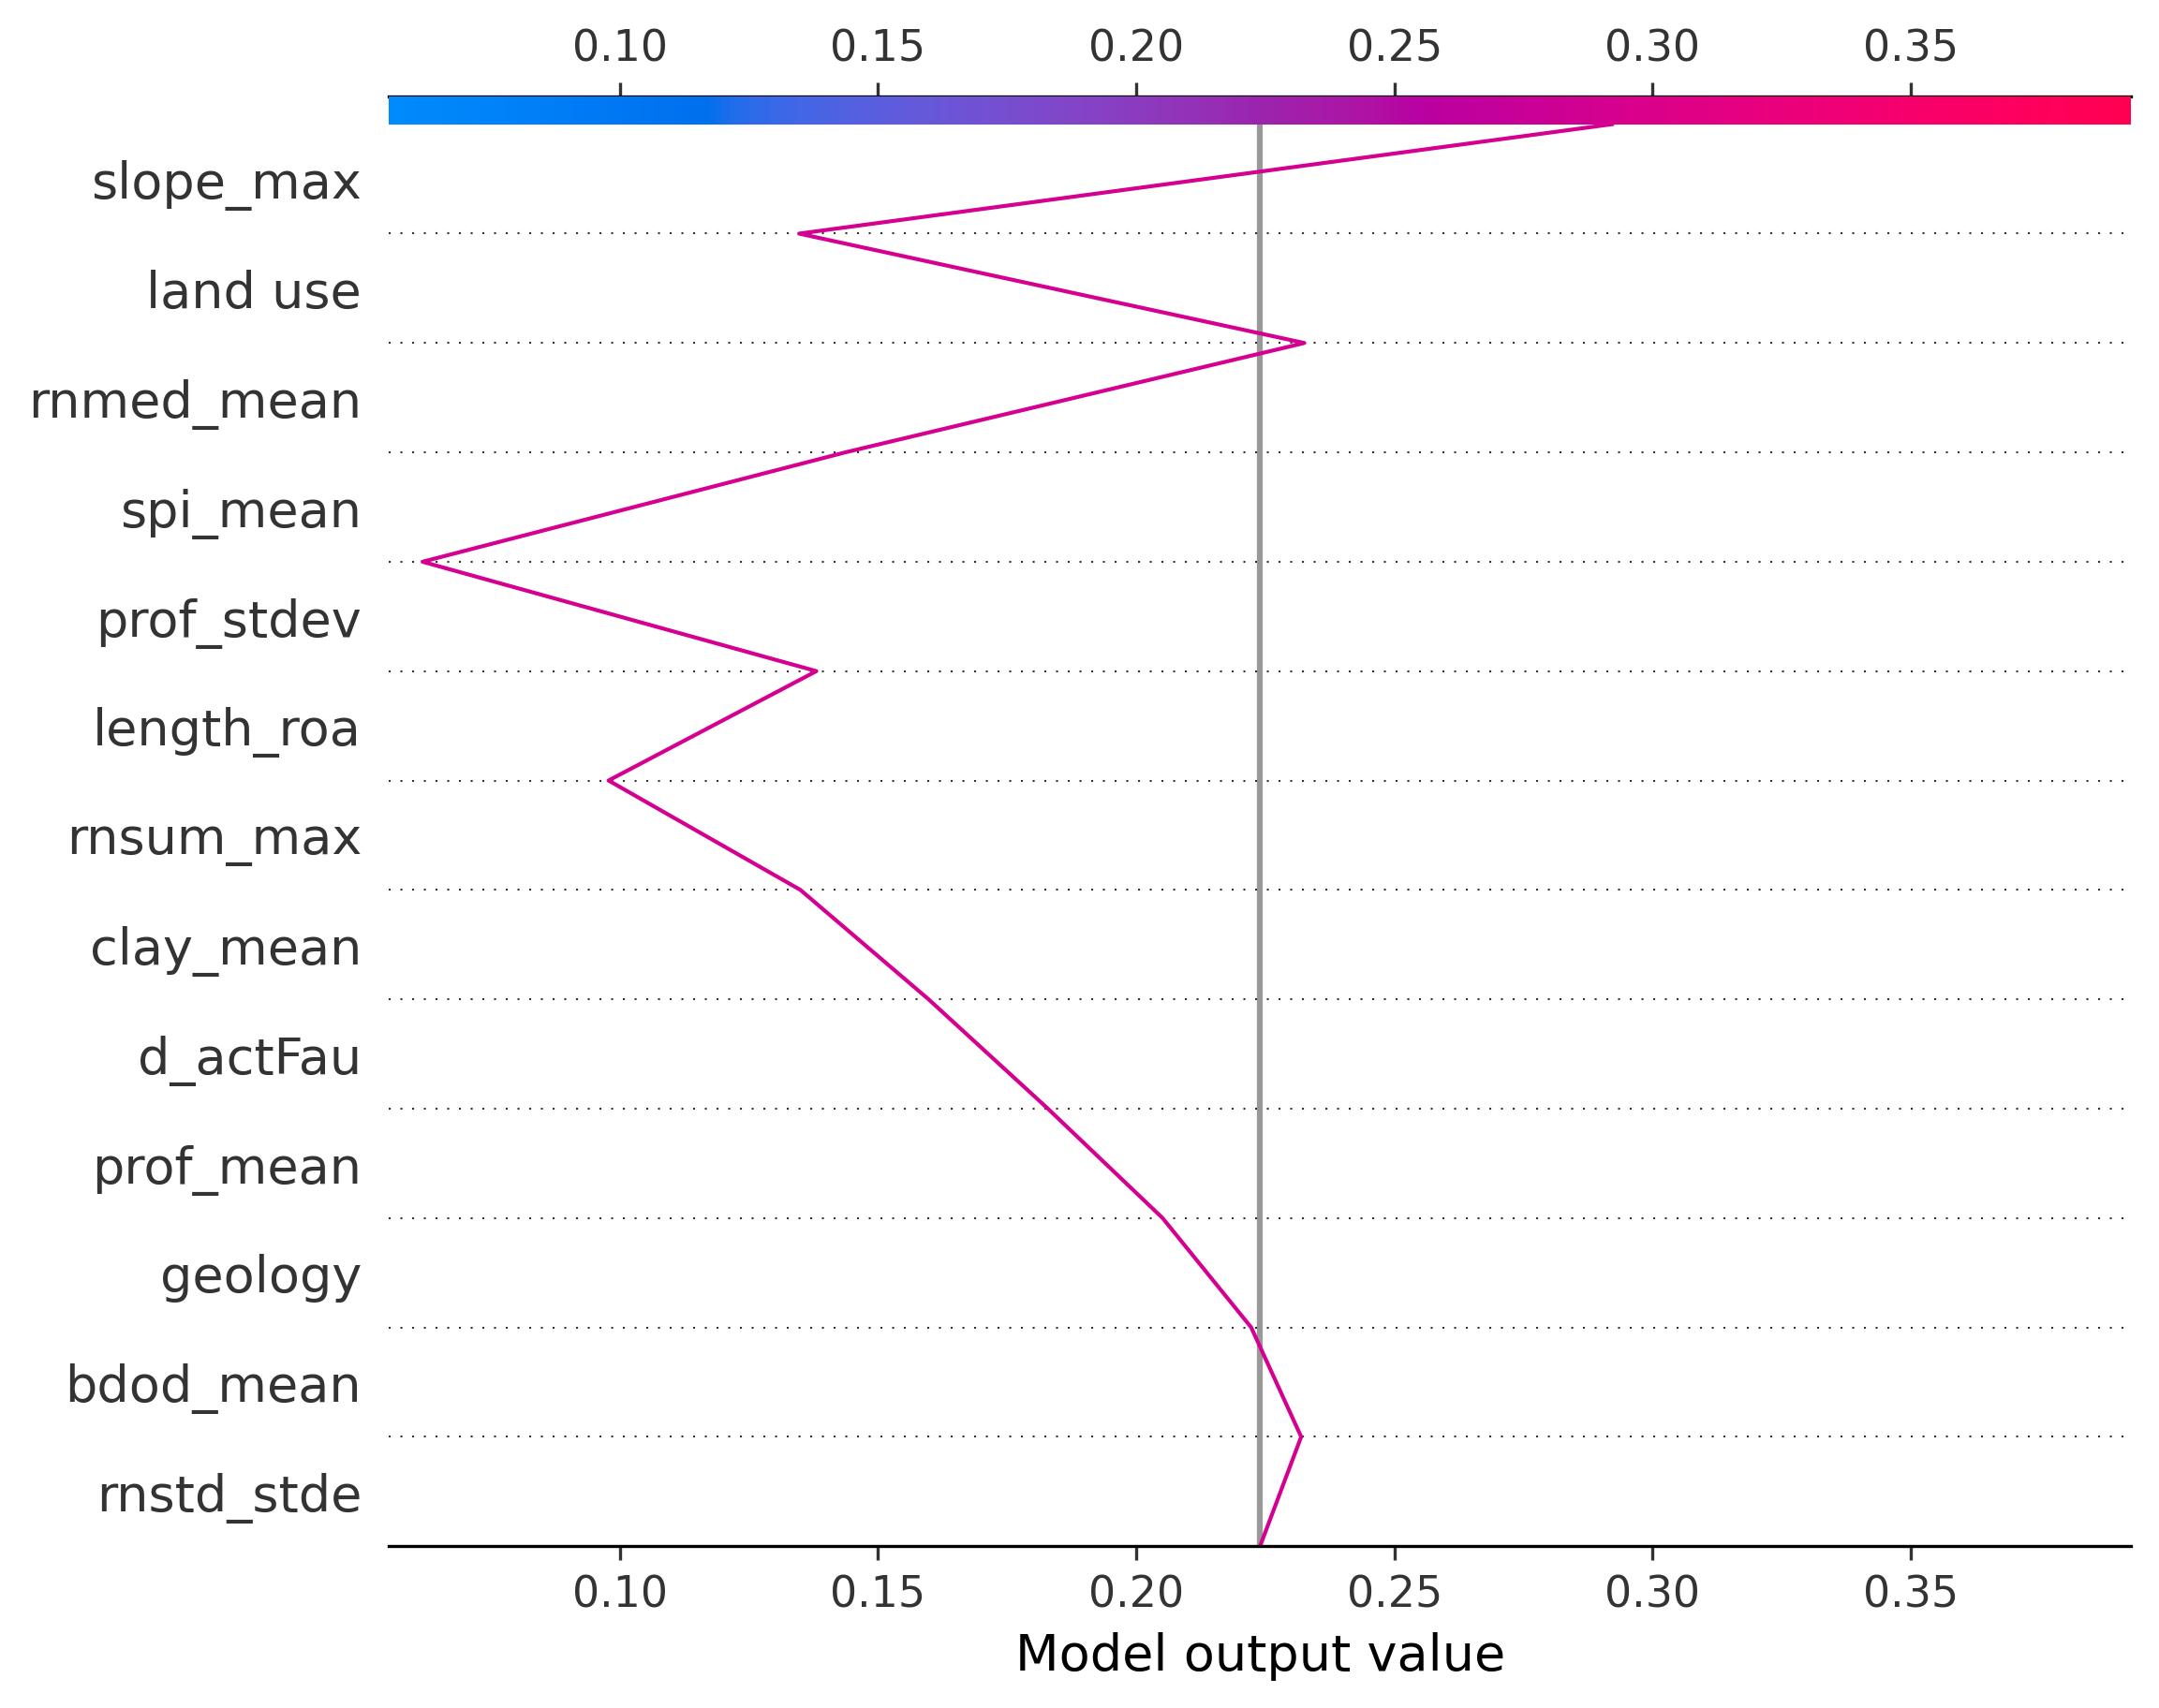 0.10 0.15 0.20 0.25 0.30 0.35
slope_max
land use
rnmed_mean
spi_mean
prof_stdev
length_roa
rnsum_max
clay_mean
d_actFau
prof_mean
geology
bdod_mean
rnstd_stde
0.10 0.15 0.20 0.25 0.30 0.35
Model output value